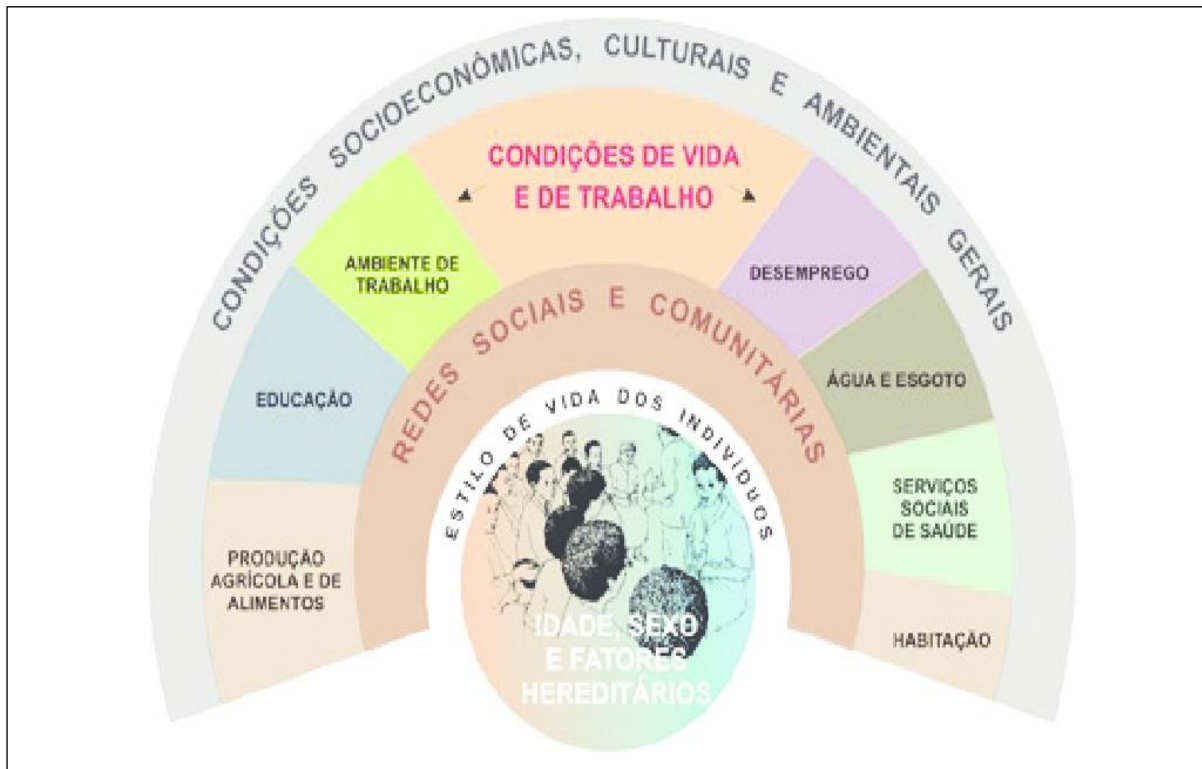 CONDIÇÕES SOCIOECONÔMICAS, CULTURAIS E AMBIENTAIS GERAIS
CONDIÇÕES DE VIDA
E DE TRABALHO
AMBIENTE DE
TRABALHO
DESEMPREGO
EDUCAÇÃO
ÁGUA E ESGOTO
PRODUÇÃO
AGRÍCOLA E DE
ALIMENTOS
SERVIÇOS
SOCIAIS
DE SAÚDE
HABITAÇÃO
REDES SOCIAIS E COMUNITÁRIAS
ESTILO DE VIDA DOS INDIVÍDUOS
IDADE, SEXO
E FATORES
HEREDITÁRIOS